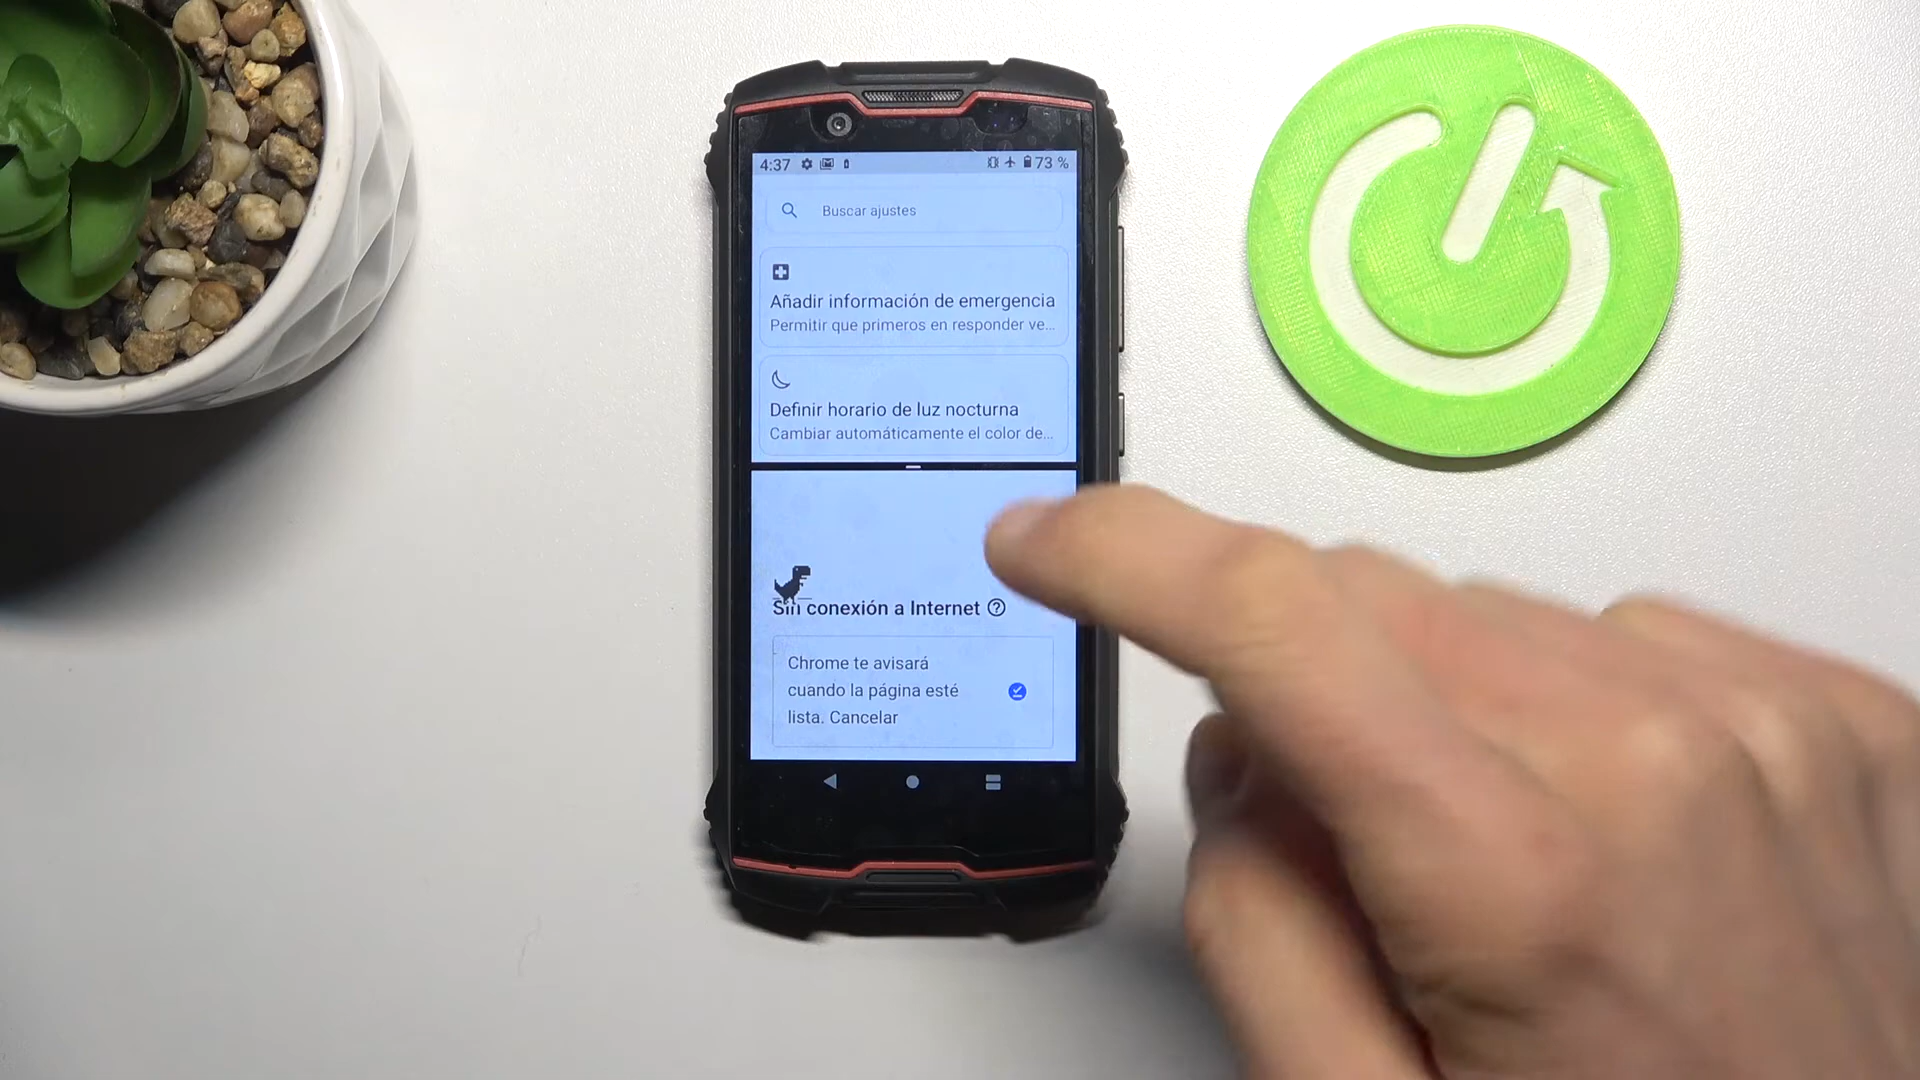 4:37
73 %
Buscar ajustes
Añadir información de emergencia
Permitir que primeros en responder ve...
Definir horario de luz nocturna
Cambiar automáticamente el color de...
Sin conexión a Internet
Chrome te avisará
cuando la página esté
lista. Cancelar